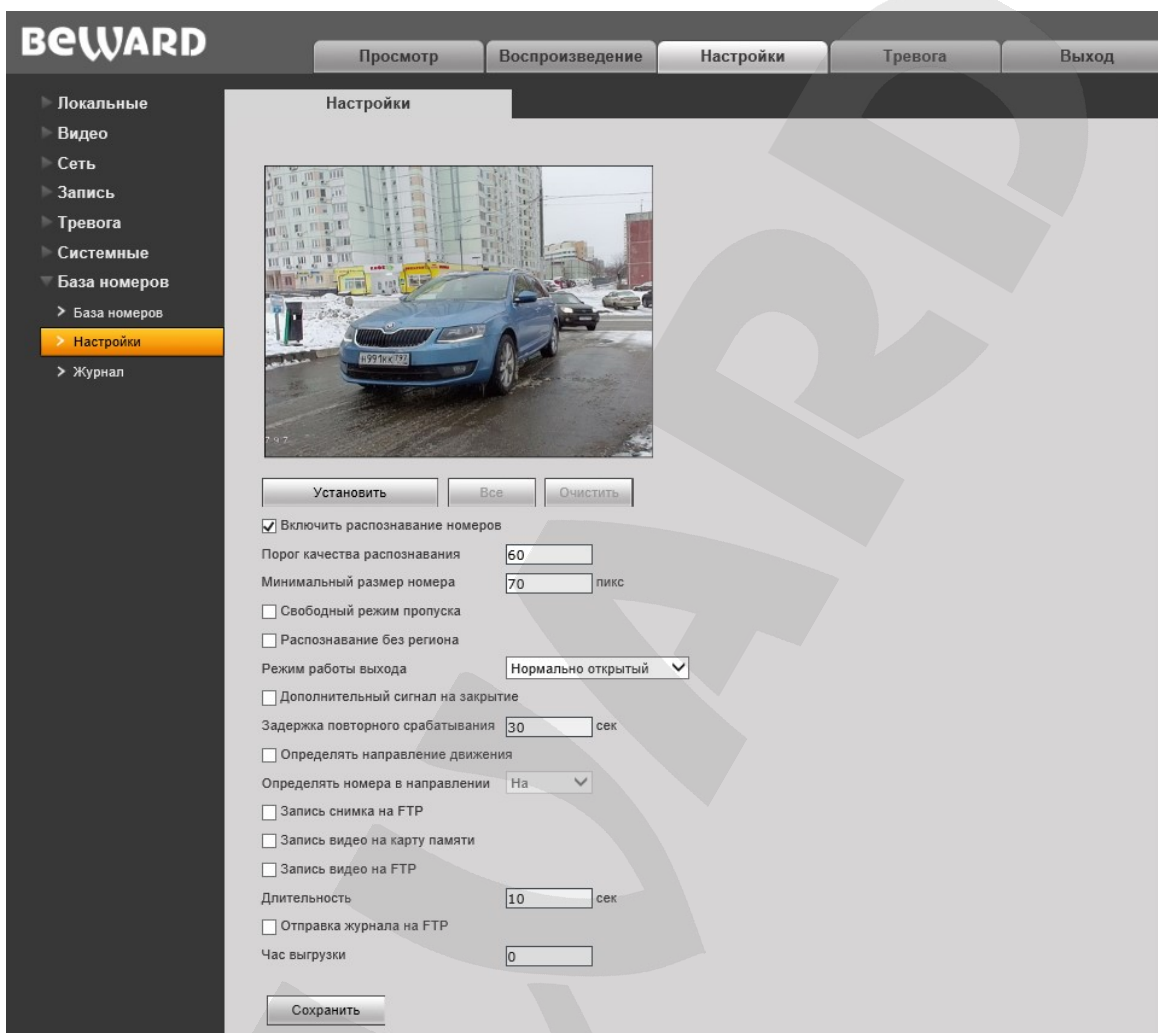 BEWARD
Просмотр
Воспроизведение
Настройки
Тревога
Выход
Локальные
Видео
Сеть
Запись
Тревога
Системные
База номеров
База номеров
Настройки
Журнал
Настройки
Н991НК 797
797
Установить
Все
Очистить
Включить распознавание номеров
Порог качества распознавания 60
Минимальный размер номера 70 пикс
Свободный режим пропуска
Распознавание без региона
Режим работы выхода Нормально открытый
Дополнительный сигнал на закрытие
Задержка повторного срабатывания 30 сек
Определять направление движения
Определять номера в направлении На
Запись снимка на FTP
Запись видео на карту памяти
Запись видео на FTP
Длительность 10 сек
Отправка журнала на FTP
Час выгрузки 0
Сохранить